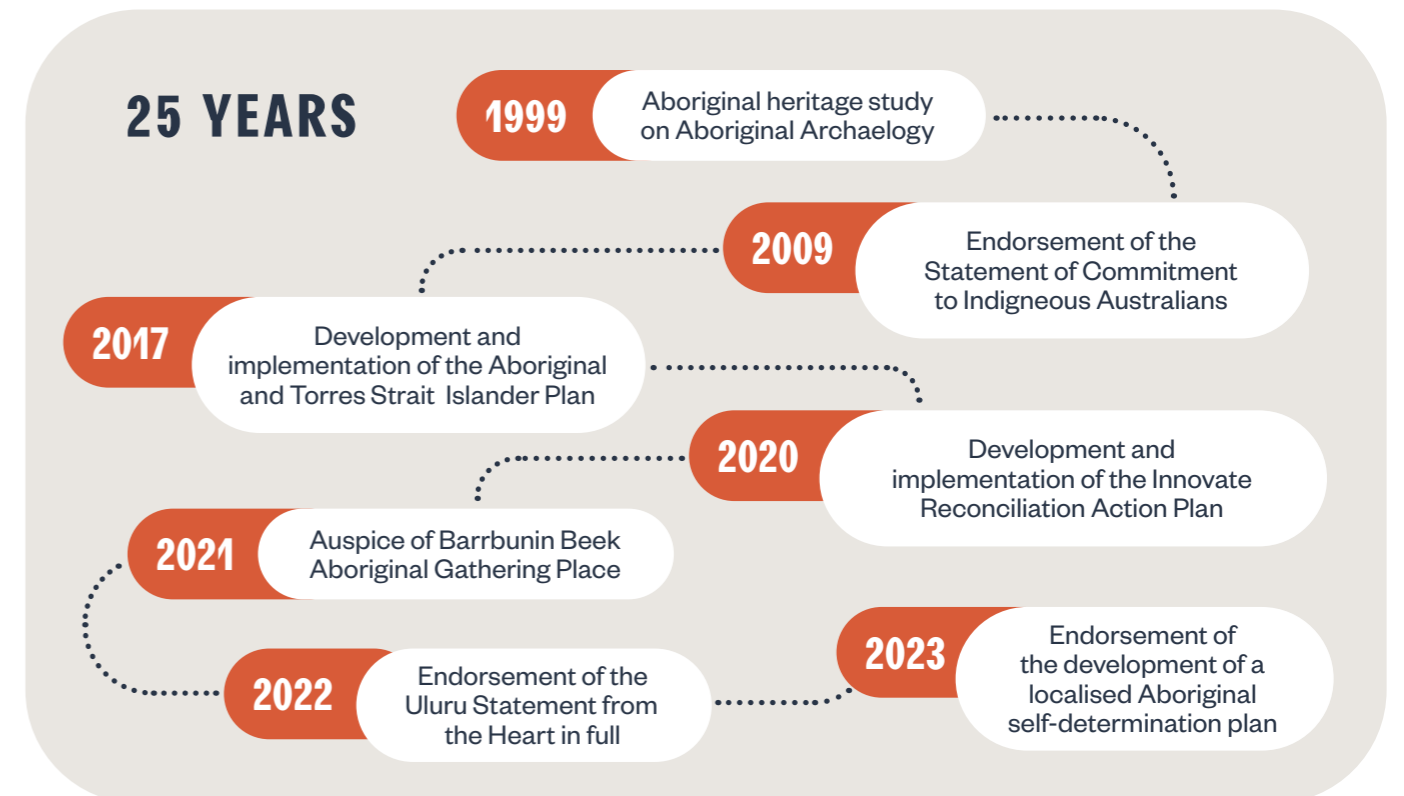 25 YEARS
1999
Aboriginal heritage study
on Aboriginal Archaelogy
2009
Endorsement of the
Statement of Commitment
to Indigneous Australians
2017
Development and
implementation of the Aboriginal
and Torres Strait Islander Plan
2020
Development and
implementation of the Innovate
Reconciliation Action Plan
2021
Auspice of Barrbunin Beek
Aboriginal Gathering Place
2022
Endorsement of the
Uluru Statement from
the Heart in full
2023
Endorsement of
the development of a
localised Aboriginal
self-determination plan